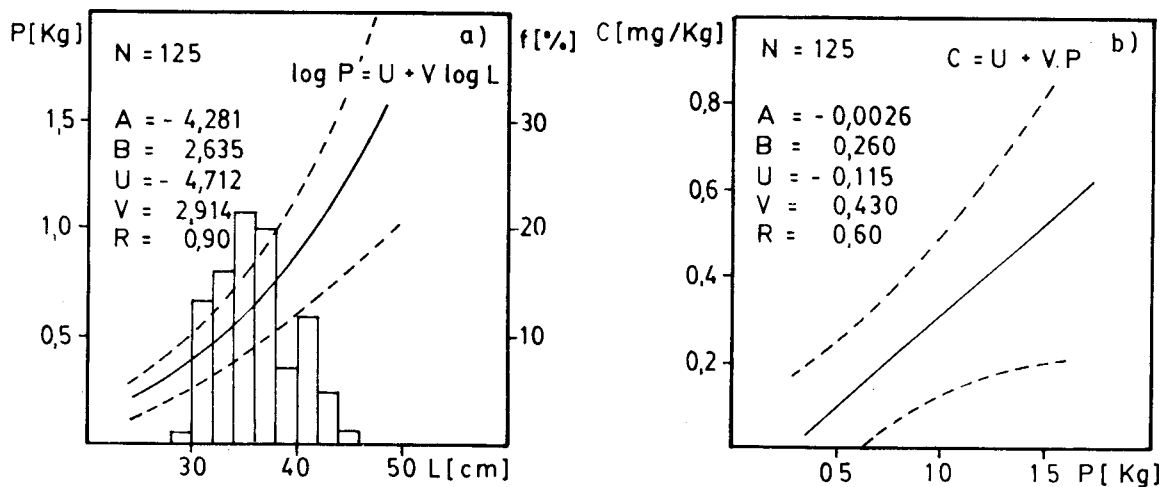 P[Kg]
a)
f[%]
N = 125
log P = U + V log L
A = - 4,281
B = 2,635
U = - 4,712
V = 2,914
R = 0,90
1,5
1,0
0,5
30%
20
10
30
40
50
L[cm]
C[mg/Kg]
b)
N = 125
C = U + V.P
A = - 0,0026
B = 0,260
U = - 0,115
V = 0,430
R = 0,60
0,8
0,6
0,4
0,2
05
10
15
P[Kg]